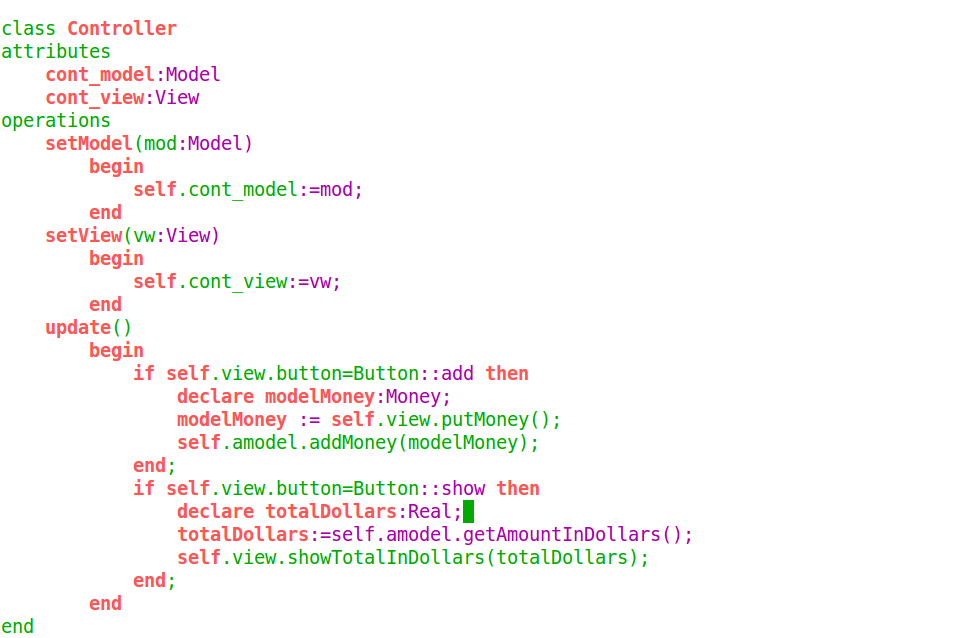 class Controller
attributes
    cont_model:Model
    cont_view:View
operations
    setModel(mod:Model)
        begin
            self.cont_model:=mod;
        end
    setView(vw:View)
        begin
            self.cont_view:=vw;
        end
    update()
        begin
            if self.view.button=Button::add then
                declare modelMoney:Money;
                modelMoney := self.view.putMoney();
                self.amodel.addMoney(modelMoney);
            end;
            if self.view.button=Button::show then
                declare totalDollars:Real;
                totalDollars:=self.amodel.getAmountInDollars();
                self.view.showTotalInDollars(totalDollars);
            end;
        end
end